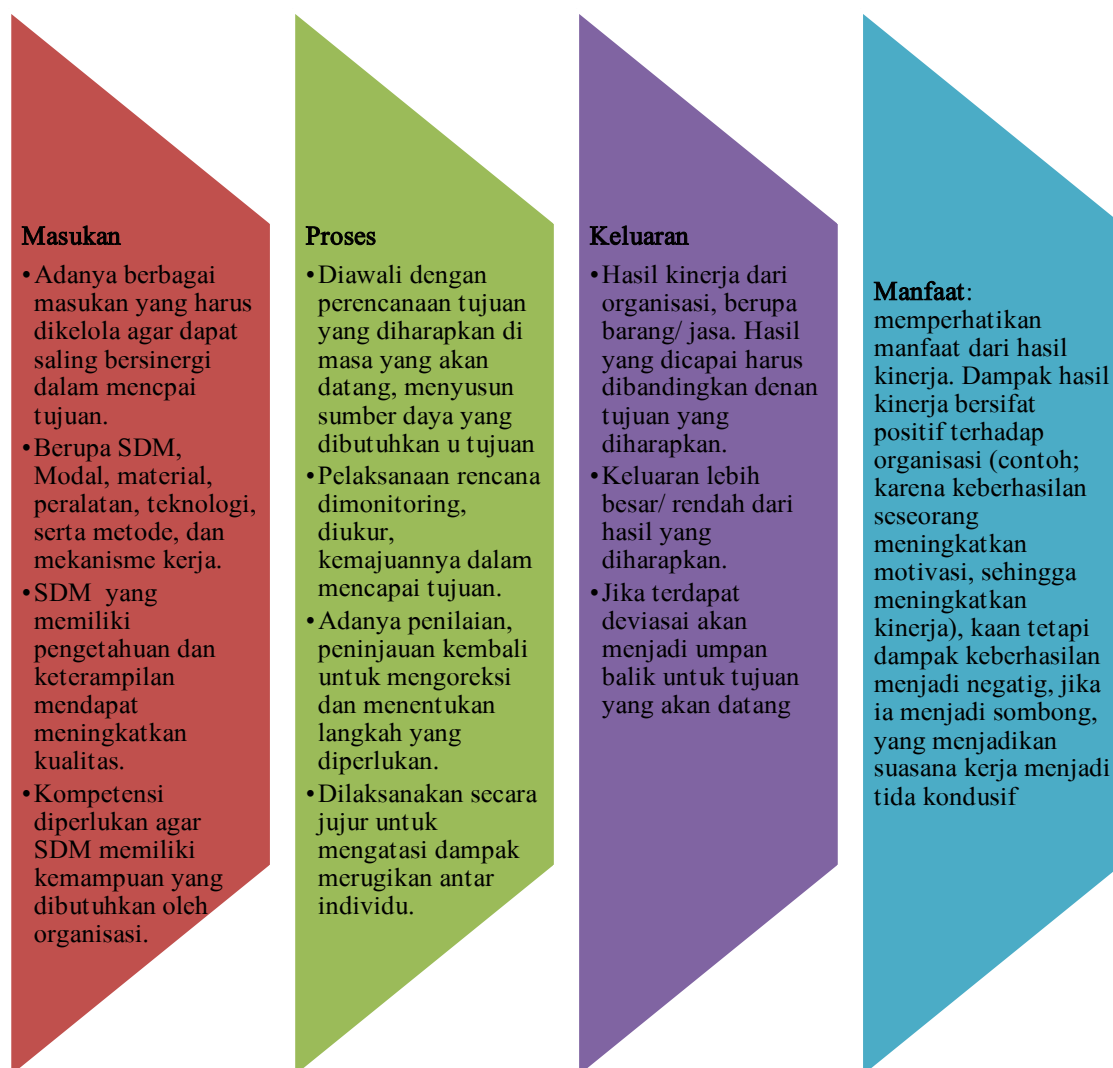 Masukan
•Adanya berbagai
masukan yang harus
dikelola agar dapat
saling bersinergi
dalam mencpai
tujuan.
•Berupa SDM,
Modal, material,
peralatan, teknologi,
serta metode, dan
mekanisme kerja.
•SDM yang
memiliki
pengetahuan dan
keterampilan
mendapat
meningkatkan
kualitas.
•Kompetensi
diperlukan agar
SDM memiliki
kemampuan yang
dibutuhkan oleh
organisasi.
Proses
•Diawali dengan
perencanaan tujuan
yang diharapkan di
masa yang akan
datang, menyusun
sumber daya yang
dibutuhkan u tujuan
•Pelaksanaan rencana
dimonitoring,
diukur,
kemajuannya dalam
mencapai tujuan.
•Adanya penilaian,
peninjauan kembali
untuk mengoreksi
dan menentukan
langkah yang
diperlukan.
•Dilaksanakan secara
jujur untuk
mengatasi dampak
merugikan antar
individu.
Keluaran
•Hasil kinerja dari
organisasi, berupa
barang/ jasa. Hasil
yang dicapai harus
dibandingkan denan
tujuan yang
diharapkan.
•Keluaran lebih
besar/ rendah dari
hasil yang
diharapkan.
•Jika terdapat
deviasai akan
menjadi umpan
balik untuk tujuan
yang akan datang
Manfaat:
memperhatikan
manfaat dari hasil
kinerja. Dampak hasil
kinerja bersifat
positif terhadap
organisasi (contoh;
karena keberhasilan
seseorang
meningkatkan
motivasi, sehingga
meningkatkan
kinerja), kaan tetapi
dampak keberhasilan
menjadi negatig, jika
ia menjadi sombong,
yang menjadikan
suasana kerja menjadi
tida kondusif